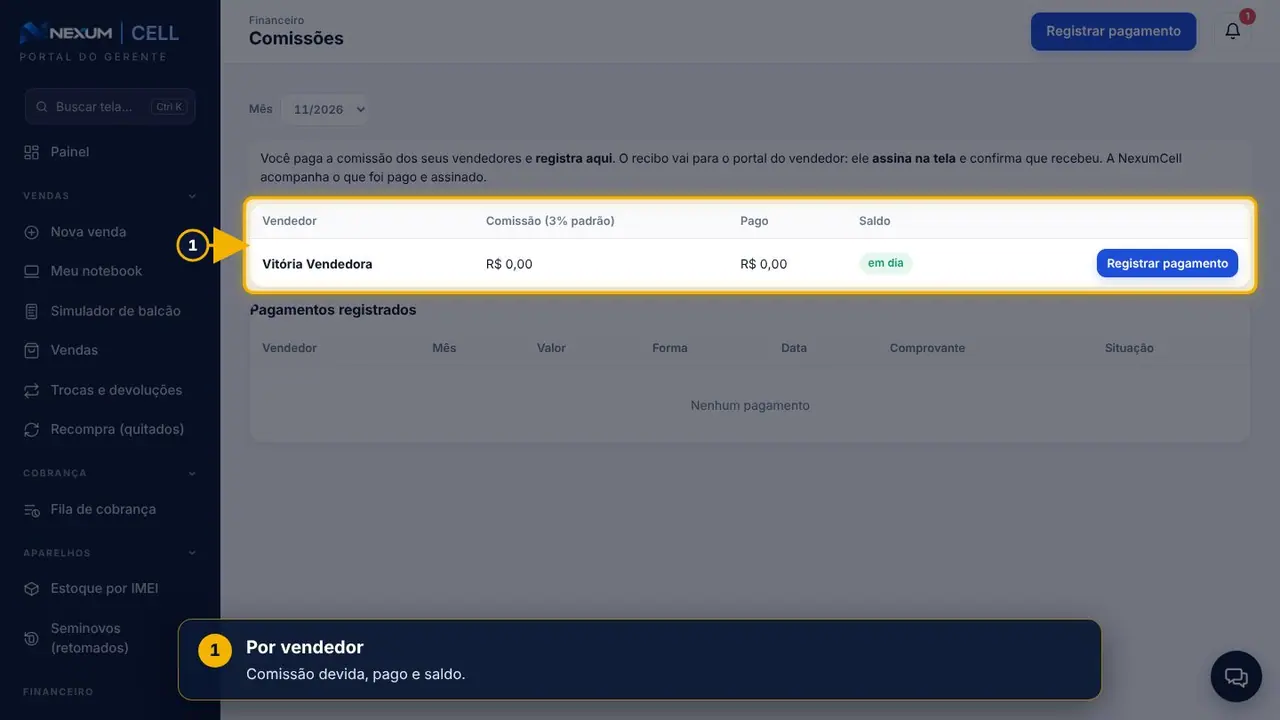 NEXUM | CELL
PORTAL DO GERENTE
Buscar tela... Ctrl K
Painel
VENDAS
Nova venda
Meu notebook
Simulador de balcão
Vendas
Trocas e devoluções
Recompra (quitados)
COBRANÇA
Fila de cobrança
APARELHOS
Estoque por IMEI
Seminovos
(retomados)
FINANCEIRO
Financeiro
Comissões
Registrar pagamento
1
Mês 11/2026
Você paga a comissão dos seus vendedores e registra aqui. O recibo vai para o portal do vendedor: ele assina na tela e confirma que recebeu. A NexumCell
acompanha o que foi pago e assinado.
1
Vendedor Comissão (3% padrão) Pago Saldo
Vitória Vendedora R$ 0,00 R$ 0,00 em dia Registrar pagamento
Pagamentos registrados
Vendedor Mês Valor Forma Data Comprovante Situação
Nenhum pagamento
1 Por vendedor
Comissão devida, pago e saldo.